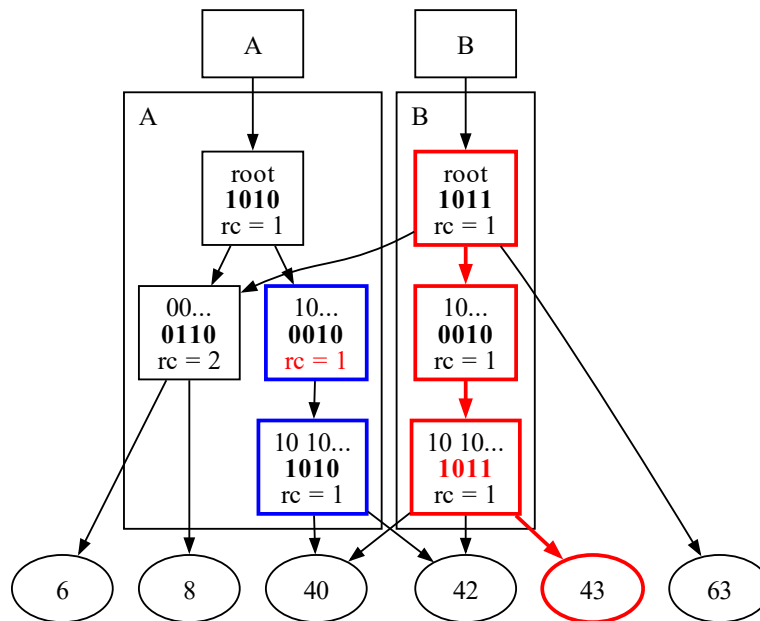 A
B
A
B
root
1010
rc = 1
root
1011
rc = 1
00...
0110
rc = 2
10...
0010
rc = 1
10...
0010
rc = 1
10 10...
1010
rc = 1
10 10...
1011
rc = 1
6
8
40
42
43
63